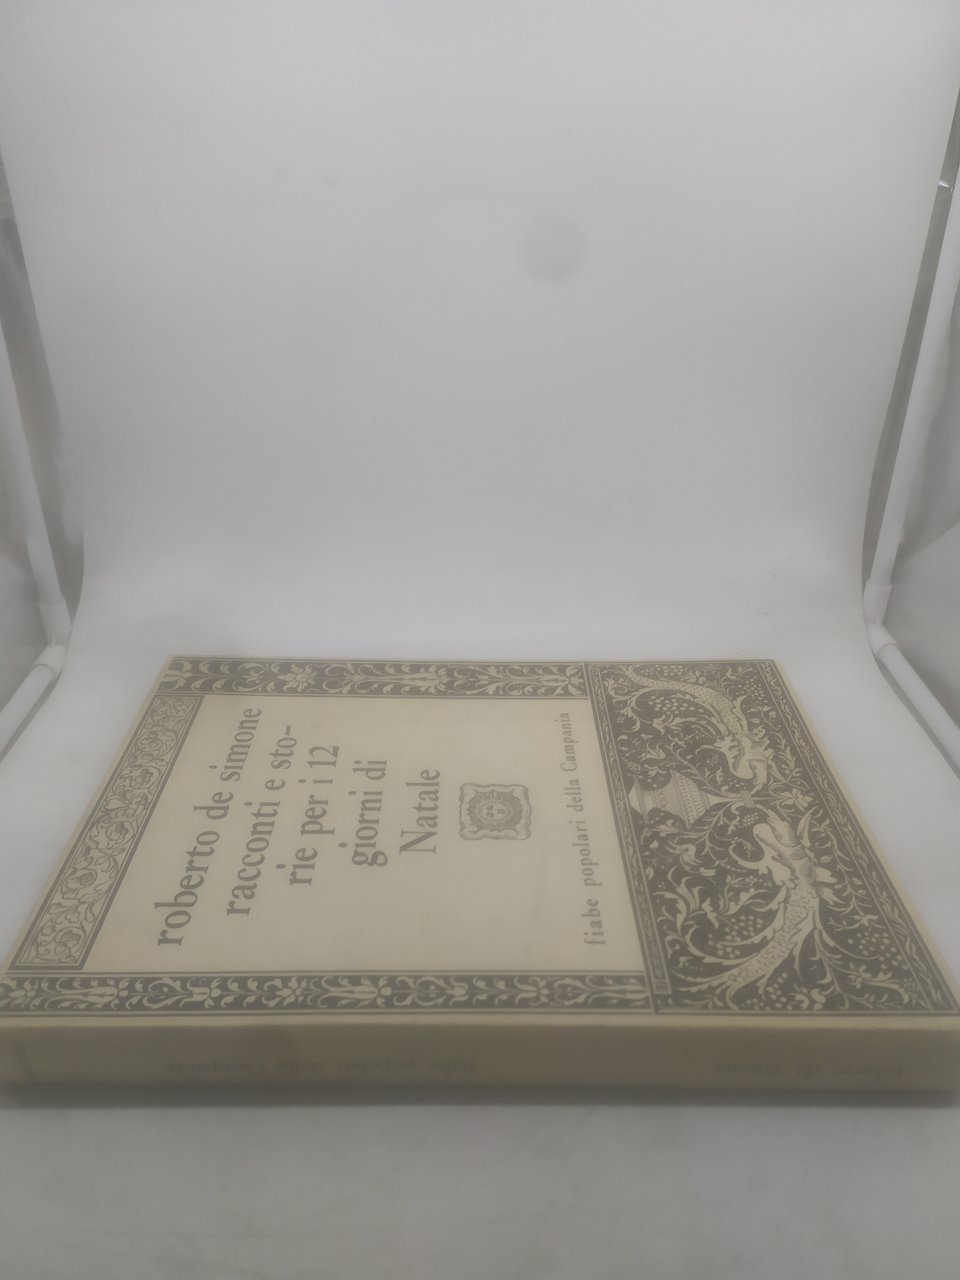 roberto de simone
racconti e sto-
rie per i 12
giorni di
Natale
fiabe popolari della Campania
roberto de simone
fiabe popolari della Campania